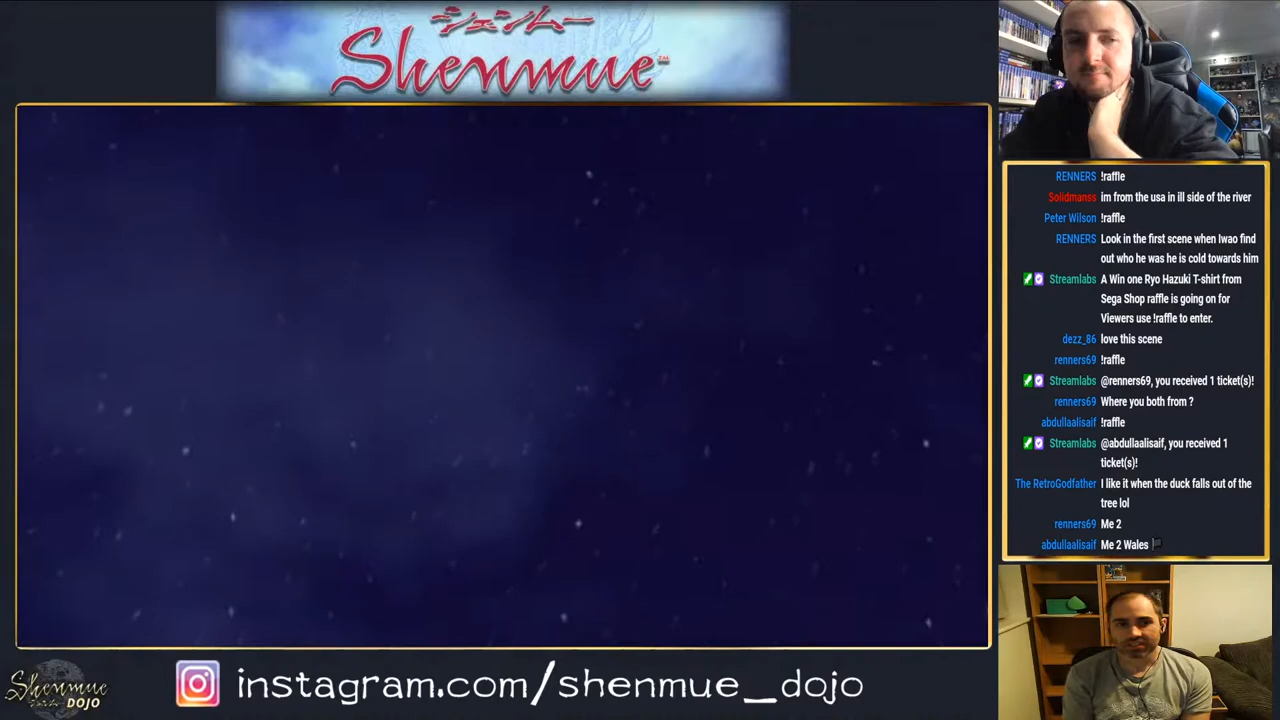 シェンムー
Shenmue™
RENNERS !raffle
Solidmanss im from the usa in ill side of the river
Peter Wilson !raffle
RENNERS Look in the first scene when Iwao find
out who he was he is cold towards him
Streamlabs A Win one Ryo Hazuki T-shirt from
Sega Shop raffle is going on for
Viewers use !raffle to enter.
dezz_86 love this scene
renners69 !raffle
Streamlabs @renners69, you received 1 ticket(s)!
renners69 Where you both from ?
abdullaalisaif !raffle
Streamlabs @abdullaalisaif, you received 1
ticket(s)!
The RetroGodfather I like it when the duck falls out of the
tree lol
renners69 Me 2
abdullaalisaif Me 2 Wales
Shenmue
DOJO
instagram.com/shenmue_dojo